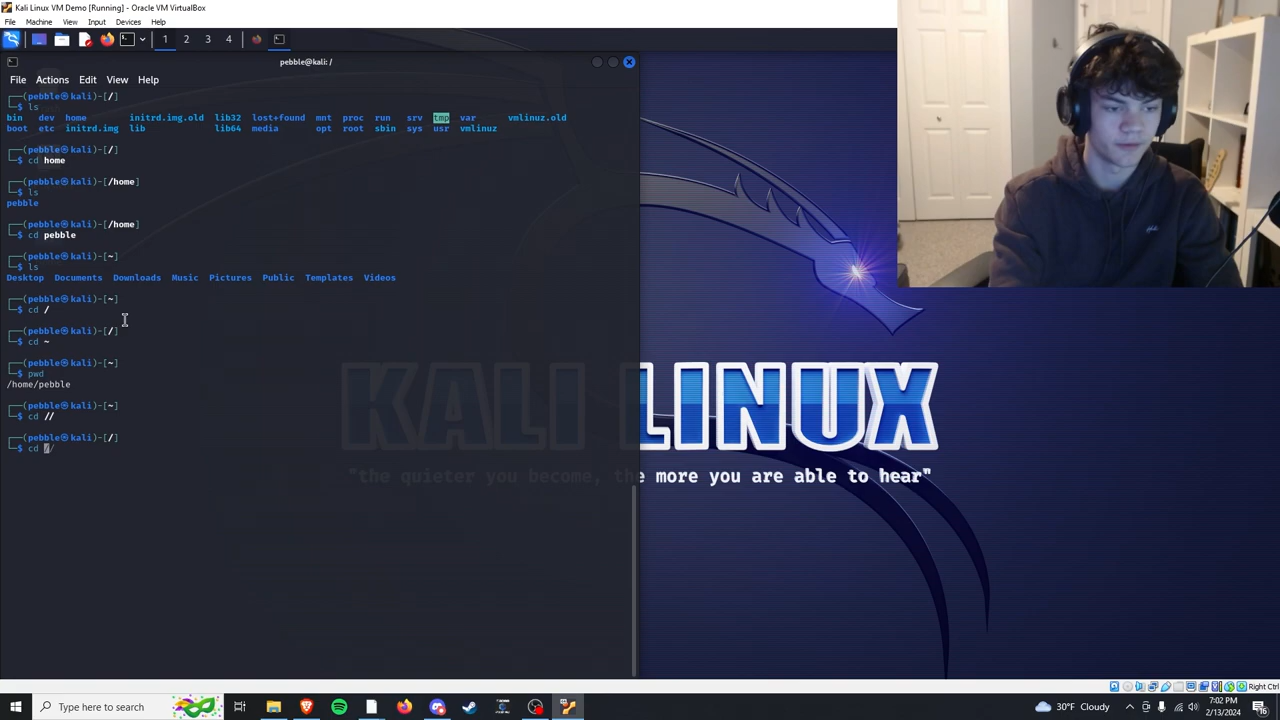 Kali Linux VM Demo [Running] - Oracle VM VirtualBox
File Machine View Input Devices Help
1 2 3 4
pebble@kali: /
File Actions Edit View Help
┌──(pebble㉿kali)-[/]
└─$ ls
bin dev home initrd.img.old lib32 lost+found mnt proc run srv tmp var vmlinuz.old
boot etc initrd.img lib lib64 media opt root sbin sys usr vmlinuz
┌──(pebble㉿kali)-[/]
└─$ cd home
┌──(pebble㉿kali)-[/home]
└─$ ls
pebble
┌──(pebble㉿kali)-[/home]
└─$ cd pebble
┌──(pebble㉿kali)-[~]
└─$ ls
Desktop Documents Downloads Music Pictures Public Templates Videos
┌──(pebble㉿kali)-[~]
└─$ cd /
┌──(pebble㉿kali)-[/]
└─$ cd ~
┌──(pebble㉿kali)-[~]
└─$ pwd
/home/pebble
┌──(pebble㉿kali)-[~]
└─$ cd //
┌──(pebble㉿kali)-[/]
└─$ cd /
KALI LINUX
"the quieter you become, the more you are able to hear"
Right Ctrl
Type here to search
30°F Cloudy
7:02 PM
2/13/2024